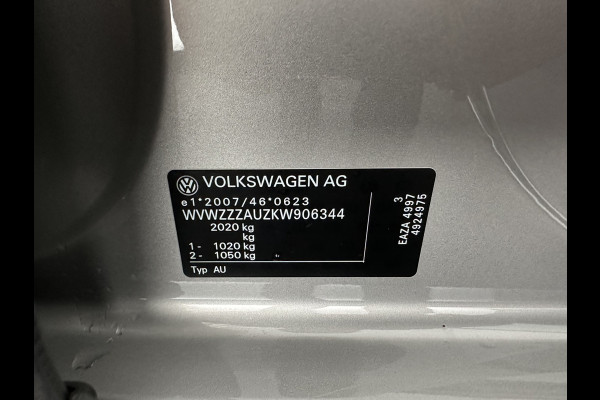 VOLKSWAGEN AG
e1*2007/46*0623
WVWZZZAUZKW906344
2020 kg
kg
1- 1020 kg
2- 1050 kg
Typ AU
3
EAZA 4997
4924975